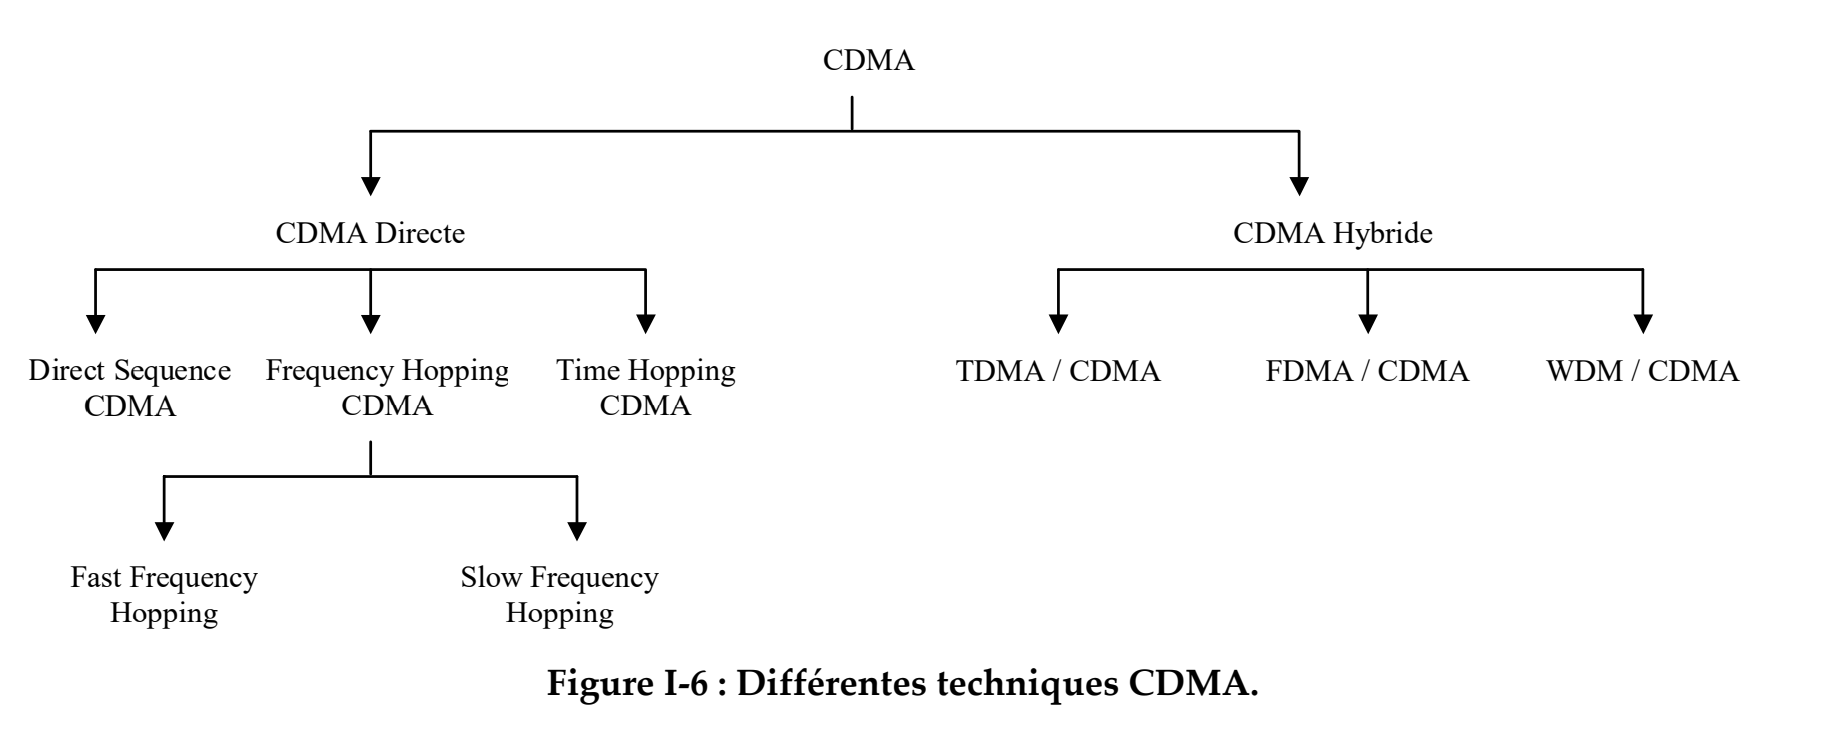 CDMA
CDMA Directe
CDMA Hybride
Direct Sequence
CDMA
Frequency Hopping
CDMA
Time Hopping
CDMA
TDMA / CDMA
FDMA / CDMA
WDM / CDMA
Fast Frequency
Hopping
Slow Frequency
Hopping
Figure I-6 : Différentes techniques CDMA.